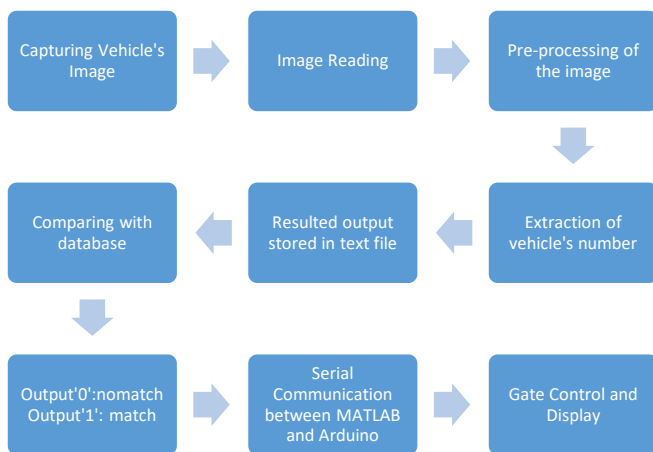 Capturing Vehicle's
Image
Image Reading
Pre-processing of
the image
Extraction of
vehicle's number
Resulted output
stored in text file
Comparing with
database
Output'0':nomatch
Output'1': match
Serial
Communication
between MATLAB
and Arduino
Gate Control and
Display